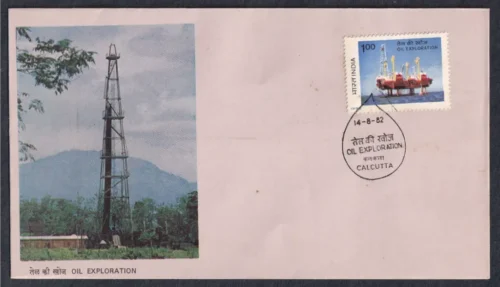 1.00 तेल की खोज
OIL EXPLORATION
भारत INDIA
14-8-82
तेल की खोज
OIL EXPLORATION
कलकत्ता
CALCUTTA
तेल की खोज OIL EXPLORATION